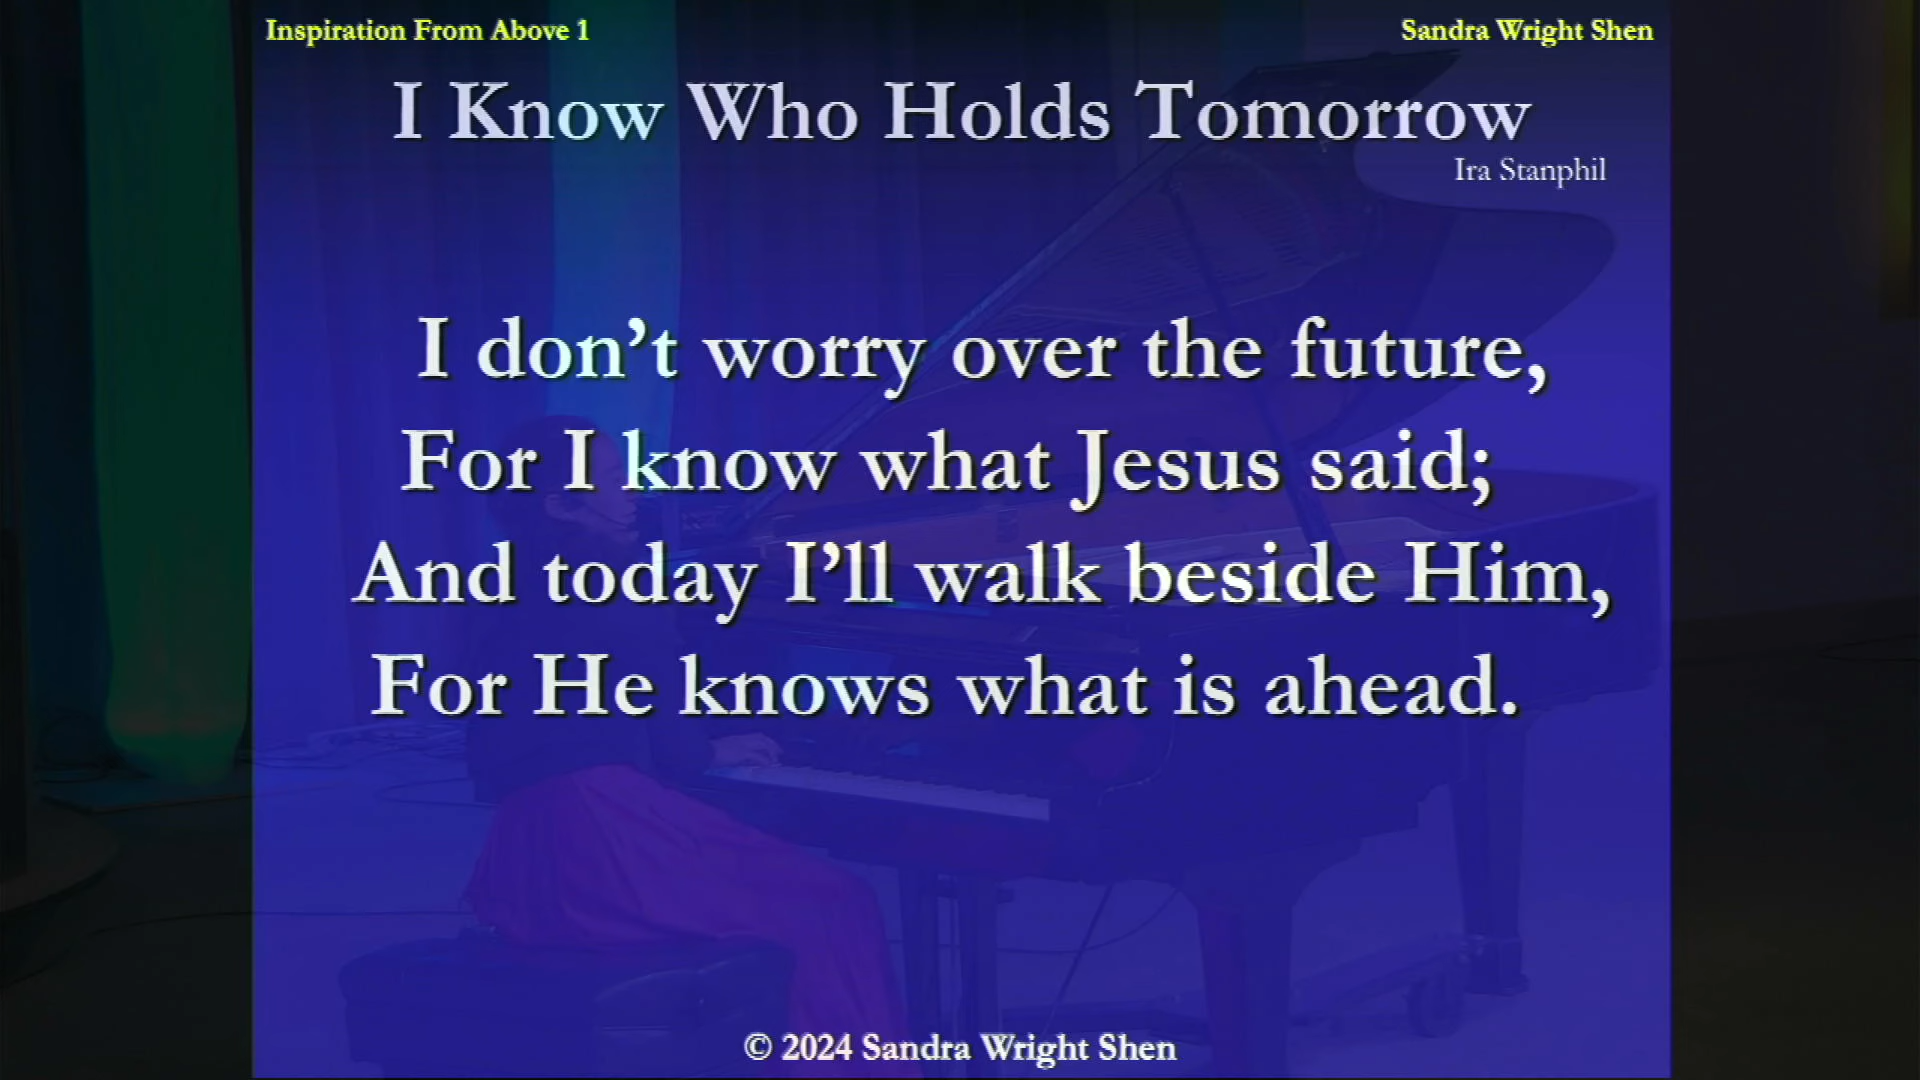 Inspiration From Above 1
Sandra Wright Shen
I Know Who Holds Tomorrow
Ira Stanphil
I don’t worry over the future,
For I know what Jesus said;
And today I’ll walk beside Him,
For He knows what is ahead.
© 2024 Sandra Wright Shen